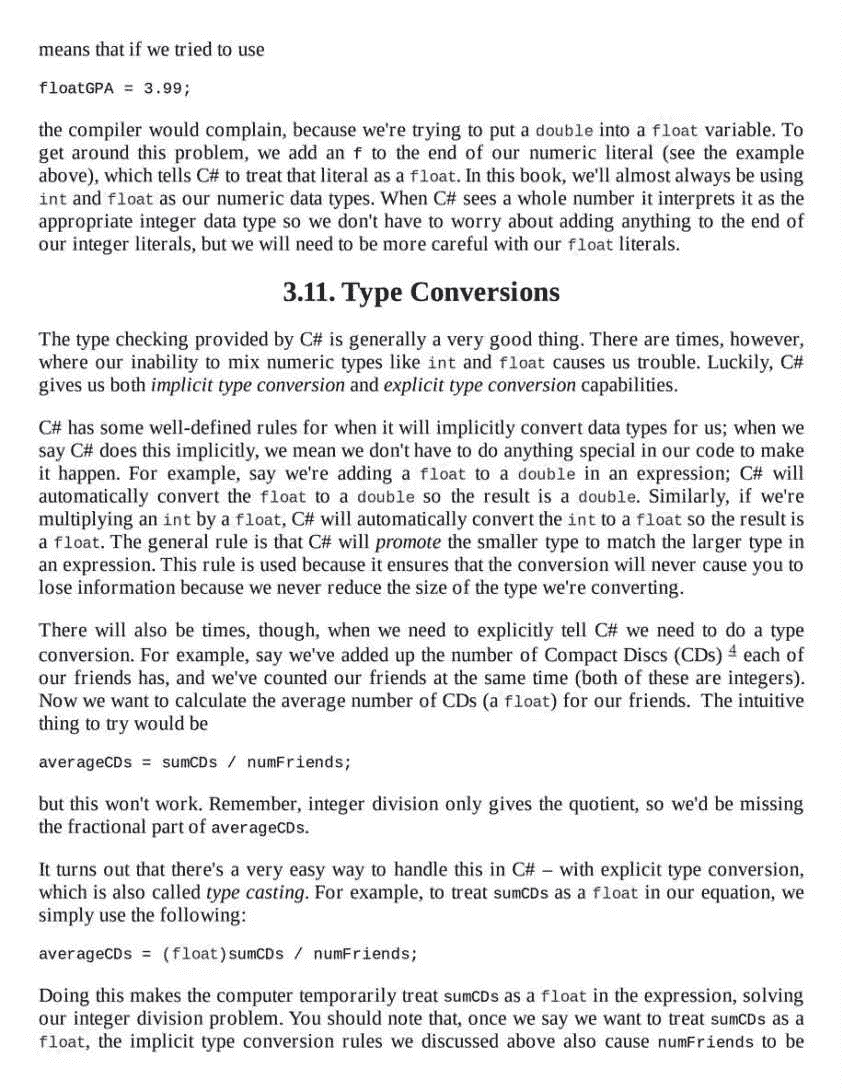 means that if we tried to use
floatGPA = 3.99;
the compiler would complain, because we're trying to put a double into a float variable. To
get around this problem, we add an f to the end of our numeric literal (see the example
above), which tells C# to treat that literal as a float. In this book, we'll almost always be using
int and float as our numeric data types. When C# sees a whole number it interprets it as the
appropriate integer data type so we don't have to worry about adding anything to the end of
our integer literals, but we will need to be more careful with our float literals.
3.11. Type Conversions
The type checking provided by C# is generally a very good thing. There are times, however,
where our inability to mix numeric types like int and float causes us trouble. Luckily, C#
gives us both implicit type conversion and explicit type conversion capabilities.
C# has some well-defined rules for when it will implicitly convert data types for us; when we
say C# does this implicitly, we mean we don't have to do anything special in our code to make
it happen. For example, say we're adding a float to a double in an expression; C# will
automatically convert the float to a double so the result is a double. Similarly, if we're
multiplying an int by a float, C# will automatically convert the int to a float so the result is
a float. The general rule is that C# will promote the smaller type to match the larger type in
an expression. This rule is used because it ensures that the conversion will never cause you to
lose information because we never reduce the size of the type we're converting.
There will also be times, though, when we need to explicitly tell C# we need to do a type
conversion. For example, say we've added up the number of Compact Discs (CDs) 4 each of
our friends has, and we've counted our friends at the same time (both of these are integers).
Now we want to calculate the average number of CDs (a float) for our friends. The intuitive
thing to try would be
averageCDs = sumCDs / numFriends;
but this won't work. Remember, integer division only gives the quotient, so we'd be missing
the fractional part of averageCDs.
It turns out that there's a very easy way to handle this in C# – with explicit type conversion,
which is also called type casting. For example, to treat sumCDs as a float in our equation, we
simply use the following:
averageCDs = (float)sumCDs / numFriends;
Doing this makes the computer temporarily treat sumCDs as a float in the expression, solving
our integer division problem. You should note that, once we say we want to treat sumCDs as a
float, the implicit type conversion rules we discussed above also cause numFriends to be